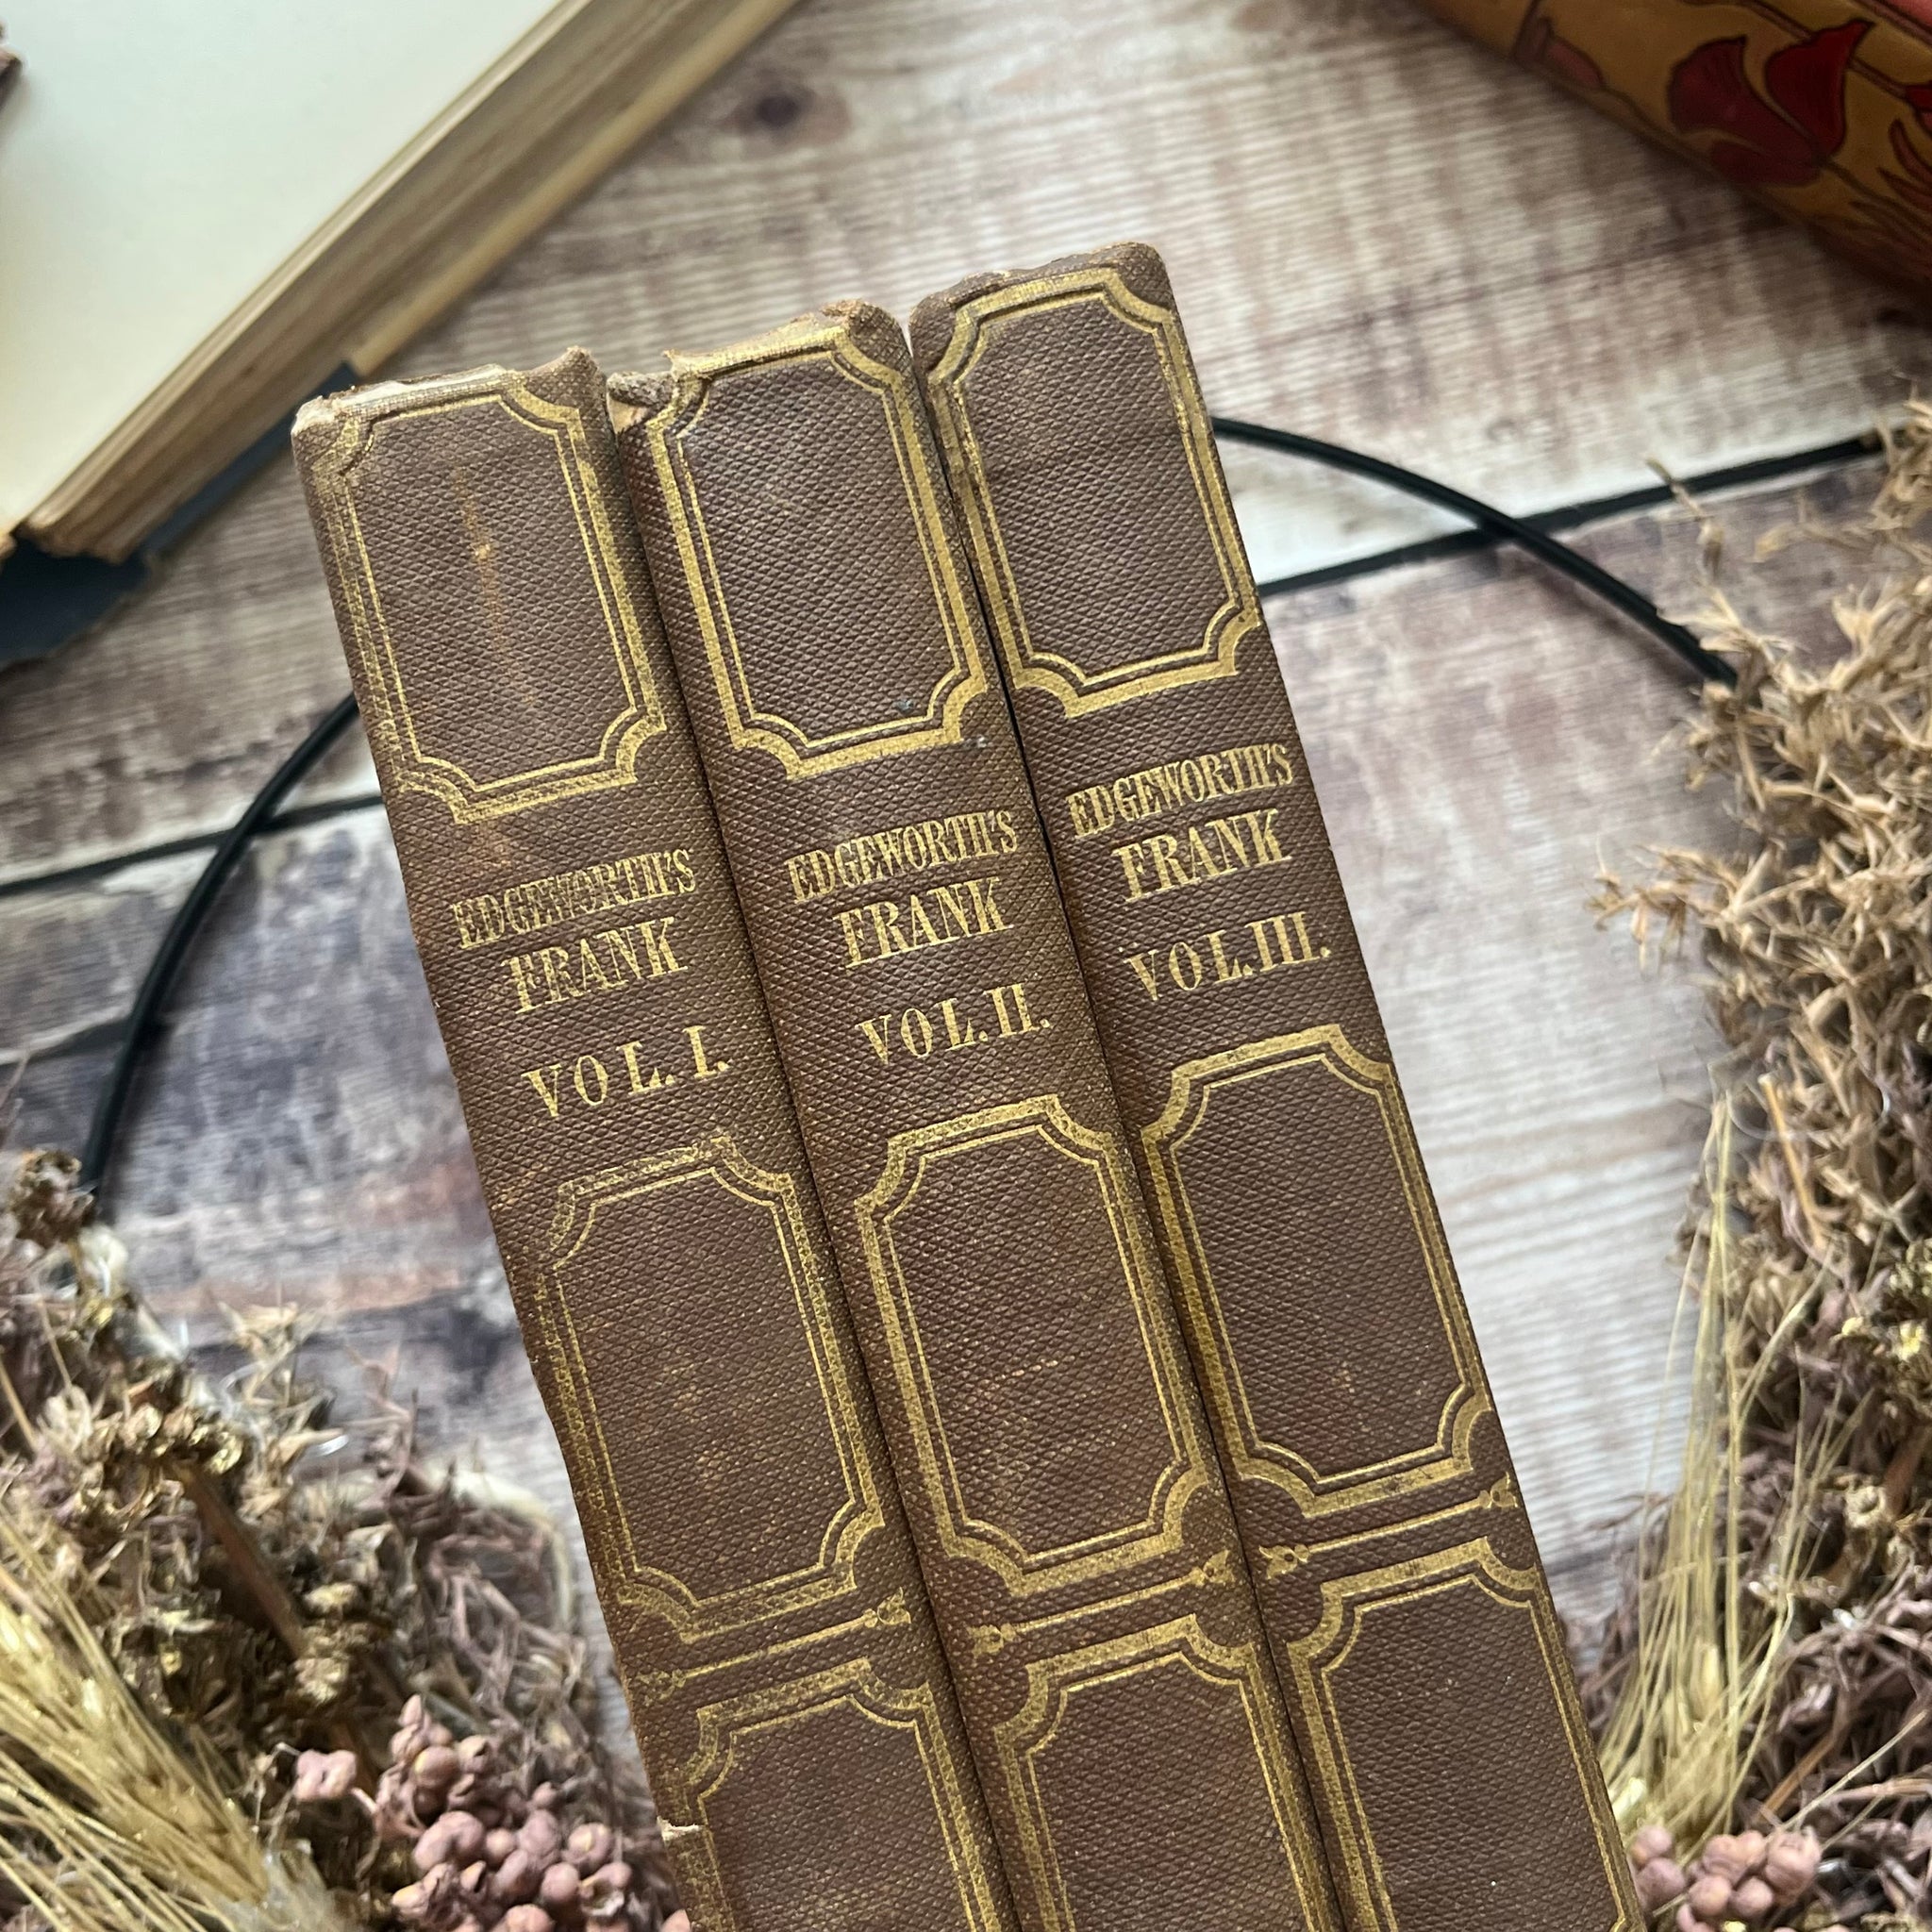 EDGEWORTH'S
FRANK
VOL. I.
EDGEWORTH'S
FRANK
VOL. II.
EDGEWORTH'S
FRANK
VOL. III.